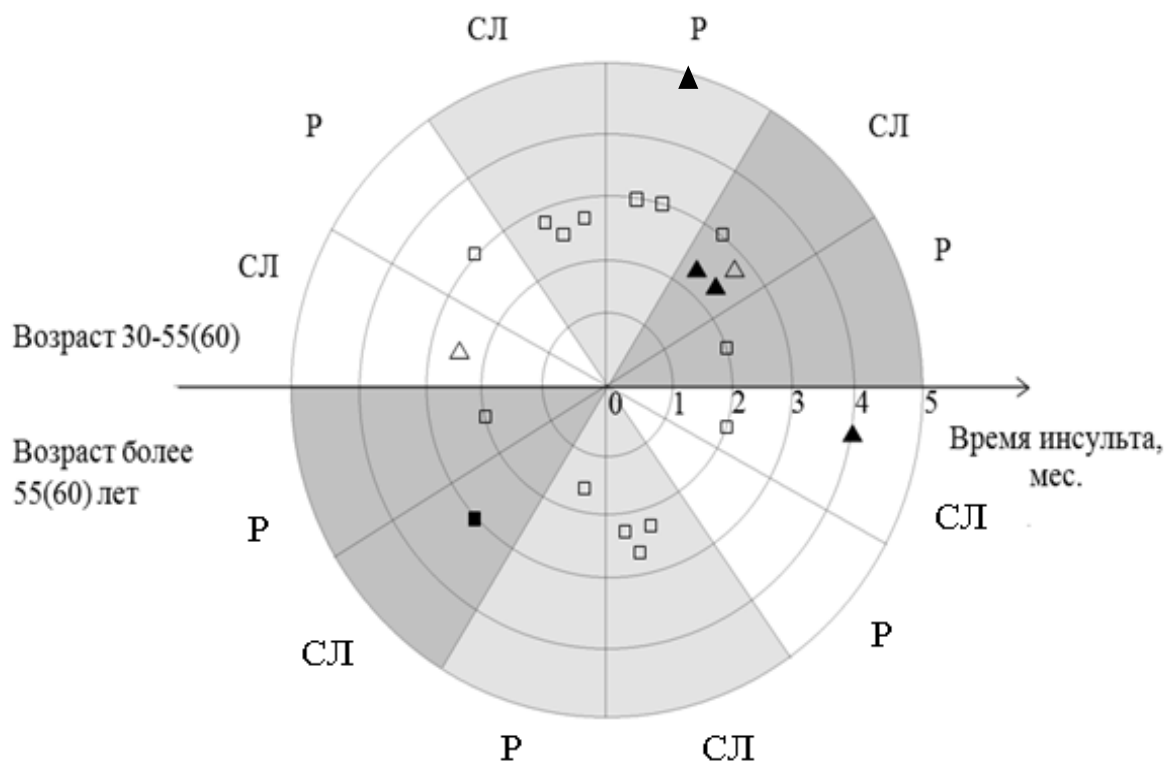 СЛ
Р
Р
СЛ
СЛ
Р
Возраст 30-55(60)
0 1 2 3 4 5
Возраст более
55(60) лет
Время инсульта,
мес.
Р
СЛ
СЛ
Р
Р
СЛ